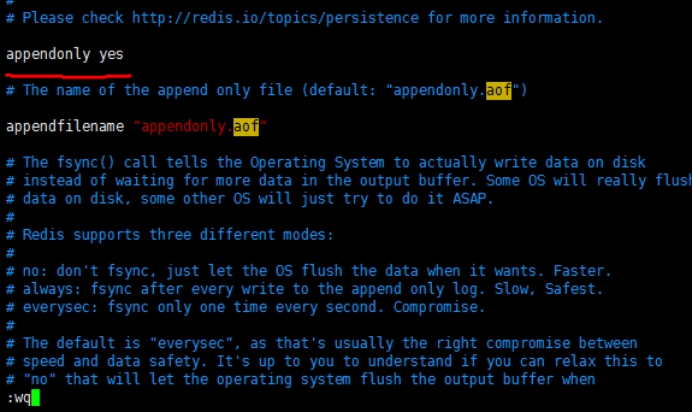 #
# Please check http://redis.io/topics/persistence for more information.
appendonly yes
# The name of the append only file (default: "appendonly.aof")
appendfilename "appendonly.aof"
# The fsync() call tells the Operating System to actually write data on disk
# instead of waiting for more data in the output buffer. Some OS will really flush
# data on disk, some other OS will just try to do it ASAP.
#
# Redis supports three different modes:
#
# no: don't fsync, just let the OS flush the data when it wants. Faster.
# always: fsync after every write to the append only log. Slow, Safest.
# everysec: fsync only one time every second. Compromise.
#
# The default is "everysec", as that's usually the right compromise between
# speed and data safety. It's up to you to understand if you can relax this to
# "no" that will let the operating system flush the output buffer when
:wq